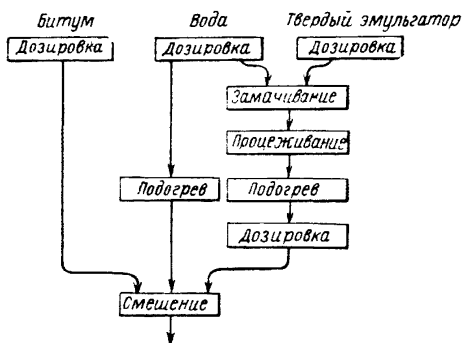 Битум Вода Твердый эмульгатор
Дозировка Дозировка Дозировка
Замачивание
Процеживание
Подогрев Подогрев
Дозировка
Смешение